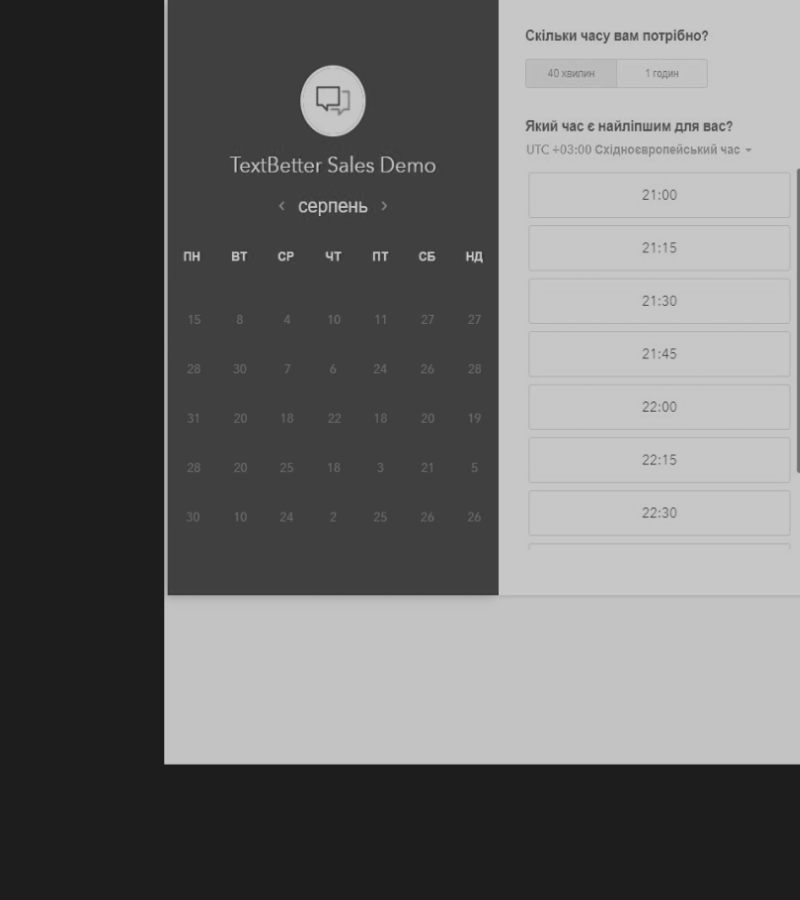 TextBetter Sales Demo
серпень
ПН ВТ СР ЧТ ПТ СБ НД
15 8 4 10 11 27 27
28 30 7 6 24 26 28
31 20 18 22 18 20 19
28 20 25 18 3 21 5
30 10 24 2 25 26 26
Скільки часу вам потрібно?
40 хвилин 1 годин
Який час є найліпшим для вас?
UTC +03:00 Східноєвропейський час
21:00
21:15
21:30
21:45
22:00
22:15
22:30